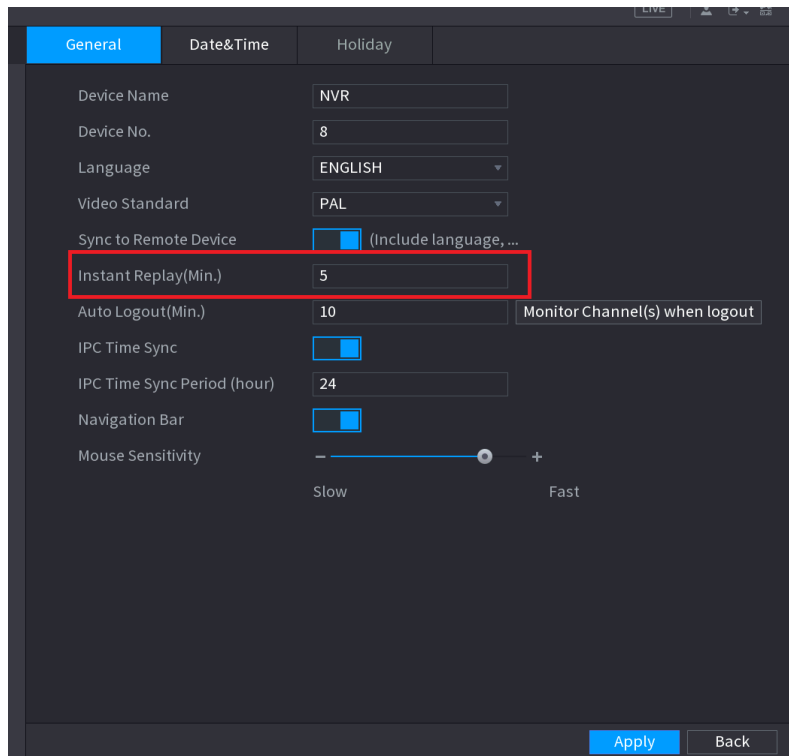 LIVE
General Date&Time Holiday
Device Name NVR
Device No. 8
Language ENGLISH
Video Standard PAL
Sync to Remote Device (Include language, ...
Instant Replay(Min.) 5
Auto Logout(Min.) 10 Monitor Channel(s) when logout
IPC Time Sync
IPC Time Sync Period (hour) 24
Navigation Bar
Mouse Sensitivity − +
Slow Fast
Apply Back